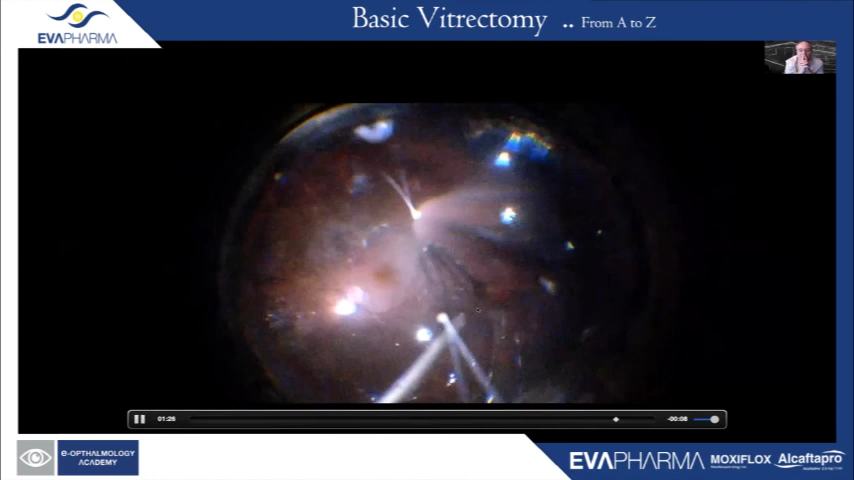 Basic Vitrectomy .. From A to Z
EVAPHARMA
01:26
-00:08
e-OPTHALMOLOGY
ACADEMY
EVAPHARMA
MOXIFLOX
Alcaftapro